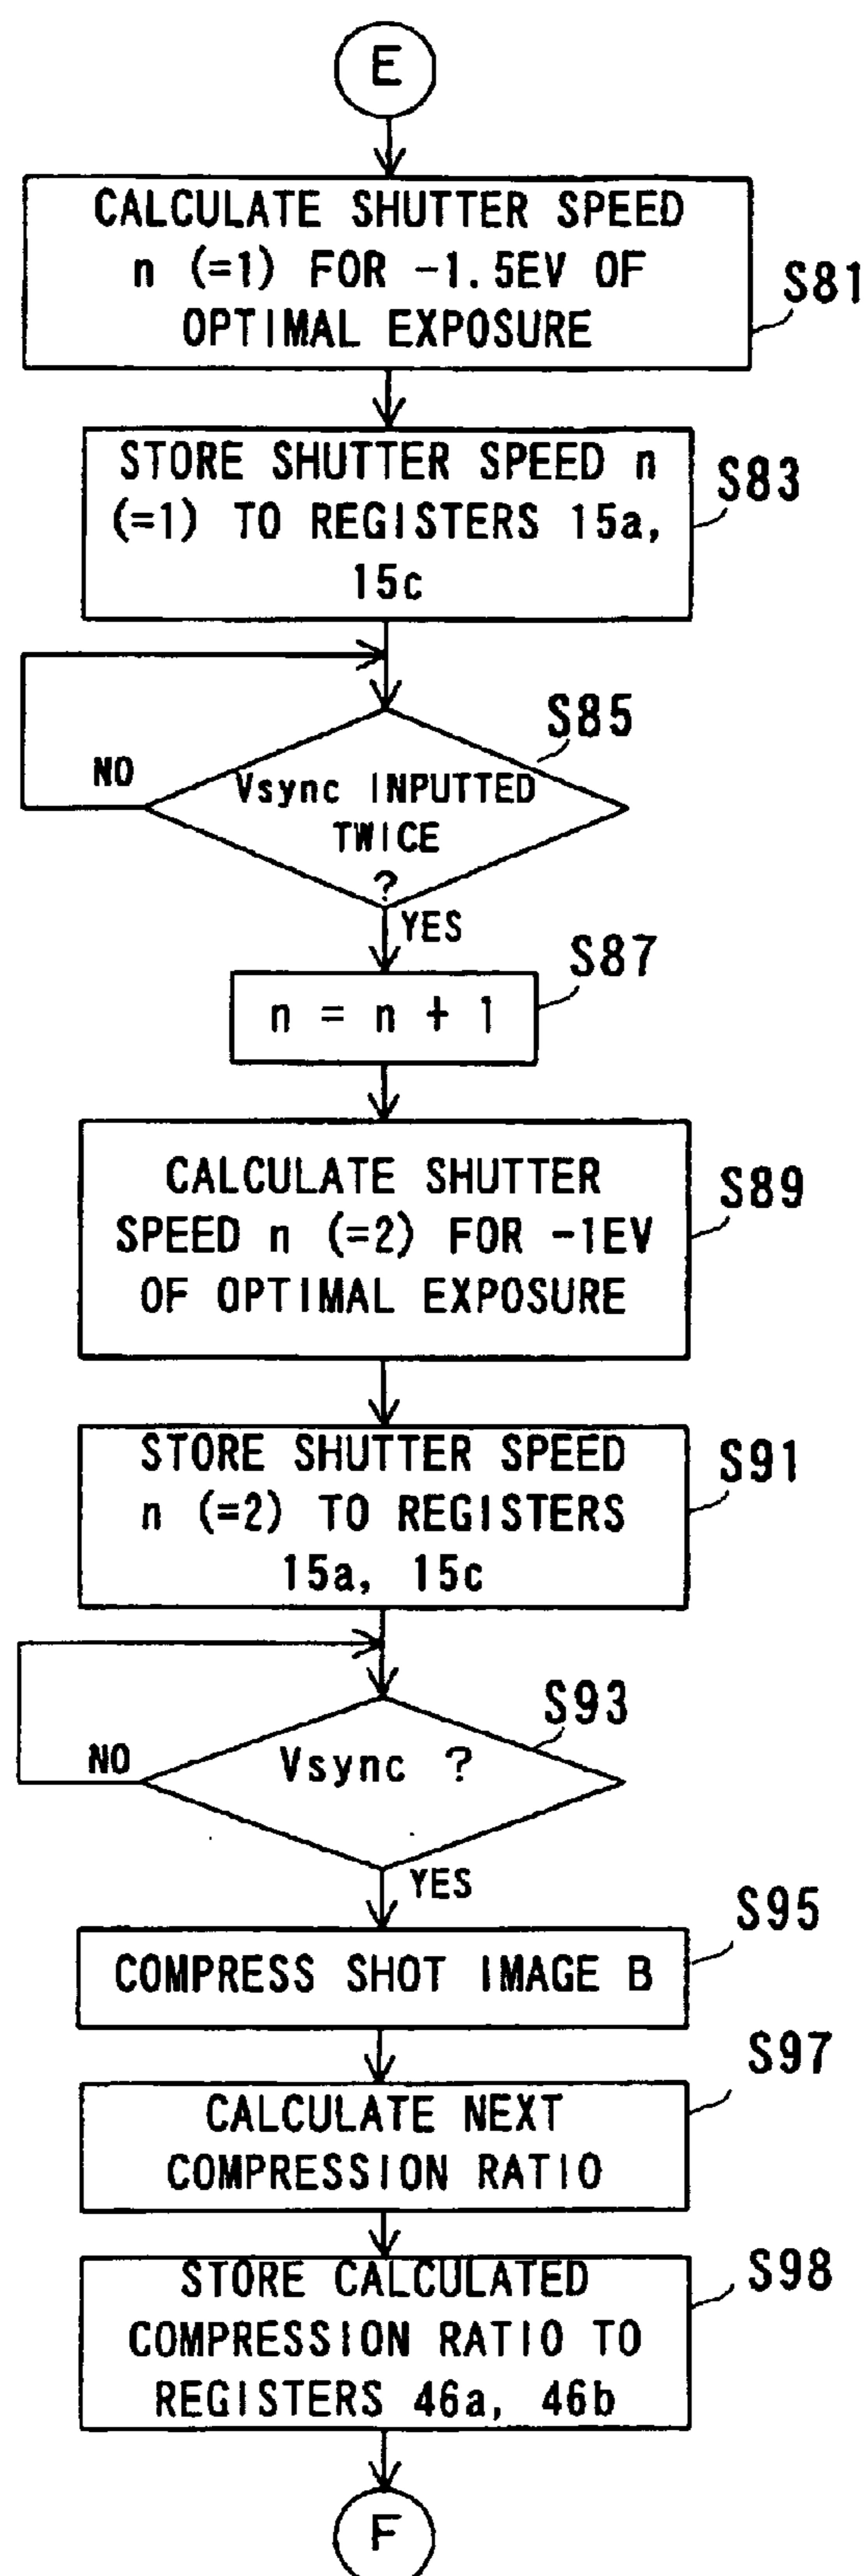 E
CALCULATE SHUTTER SPEED
n (=1) FOR -1.5EV OF
OPTIMAL EXPOSURE
S81
STORE SHUTTER SPEED n
(=1) TO REGISTERS 15a,
15c
S83
S85
NO
Vsync INPUTTED
TWICE
?
YES
S87
n = n + 1
CALCULATE SHUTTER
SPEED n (=2) FOR -1EV
OF OPTIMAL EXPOSURE
S89
STORE SHUTTER SPEED
n (=2) TO REGISTERS
15a, 15c
S91
S93
NO
Vsync ?
YES
S95
COMPRESS SHOT IMAGE B
S97
CALCULATE NEXT
COMPRESSION RATIO
S98
STORE CALCULATED
COMPRESSION RATIO TO
REGISTERS 46a, 46b
F